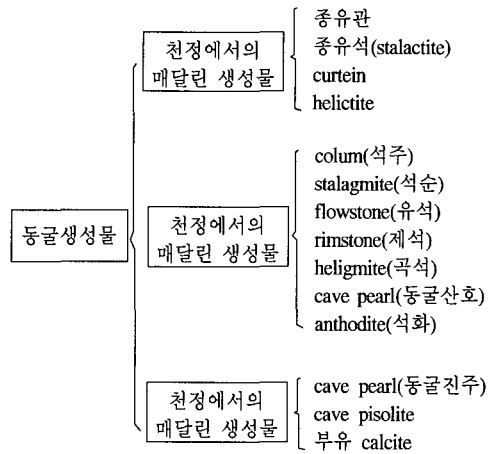 동굴생성물
천정에서의
매달린 생성물
종유관
종유석(stalactite)
curtein
helictite
천정에서의
매달린 생성물
colum(석주)
stalagmite(석순)
flowstone(유석)
rimstone(제석)
heligmite(곡석)
cave pearl(동굴산호)
anthodite(석화)
천정에서의
매달린 생성물
cave pearl(동굴진주)
cave pisolite
부유 calcite